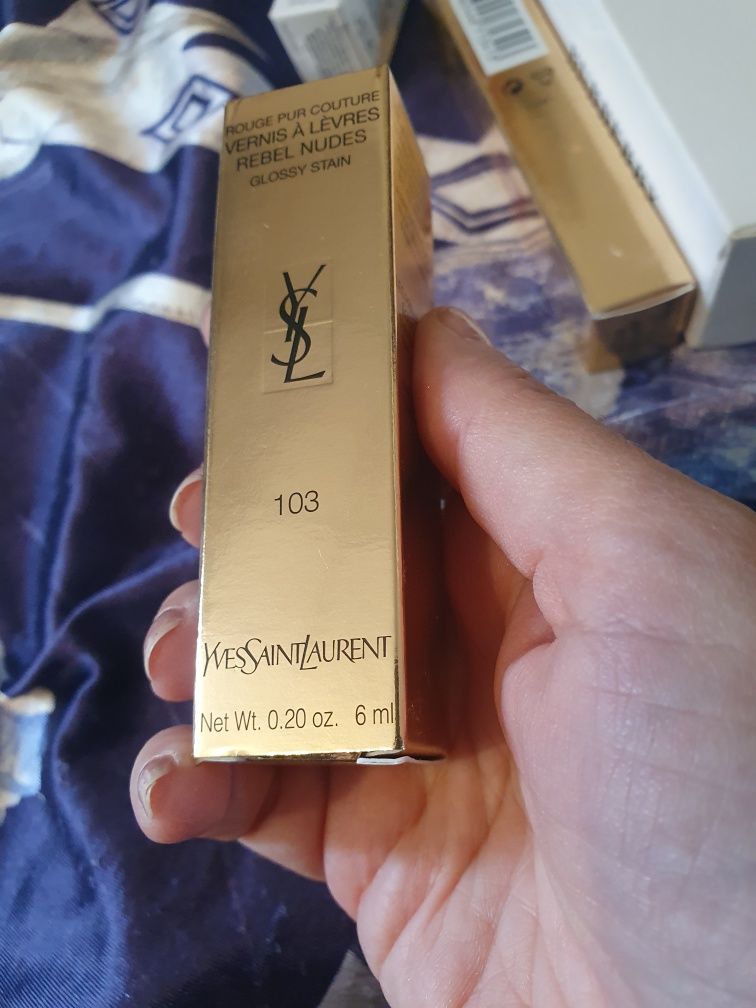 ROUGE PUR COUTURE
VERNIS À LÈVRES
REBEL NUDES
GLOSSY STAIN
YSL
103
YVESSAINTLAURENT
Net Wt. 0.20 oz. 6 ml